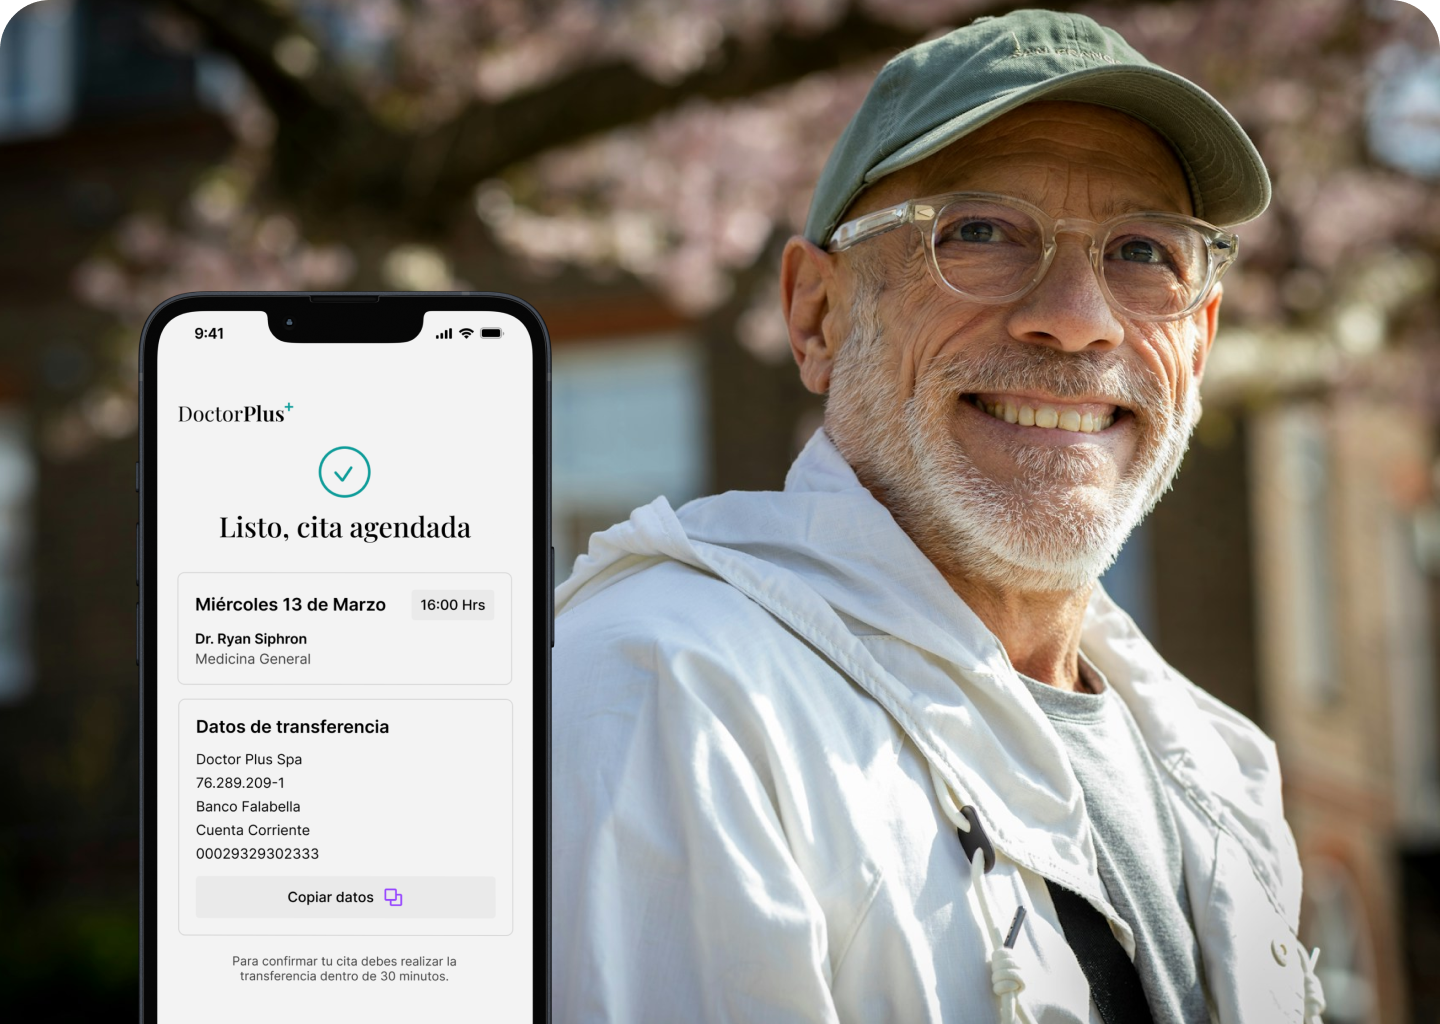 9:41
DoctorPlus+
Listo, cita agendada
Miércoles 13 de Marzo
16:00 Hrs
Dr. Ryan Siphron
Medicina General
Datos de transferencia
Doctor Plus Spa
76.289.209-1
Banco Falabella
Cuenta Corriente
00029329302333
Copiar datos
Para confirmar tu cita debes realizar la
transferencia dentro de 30 minutos.